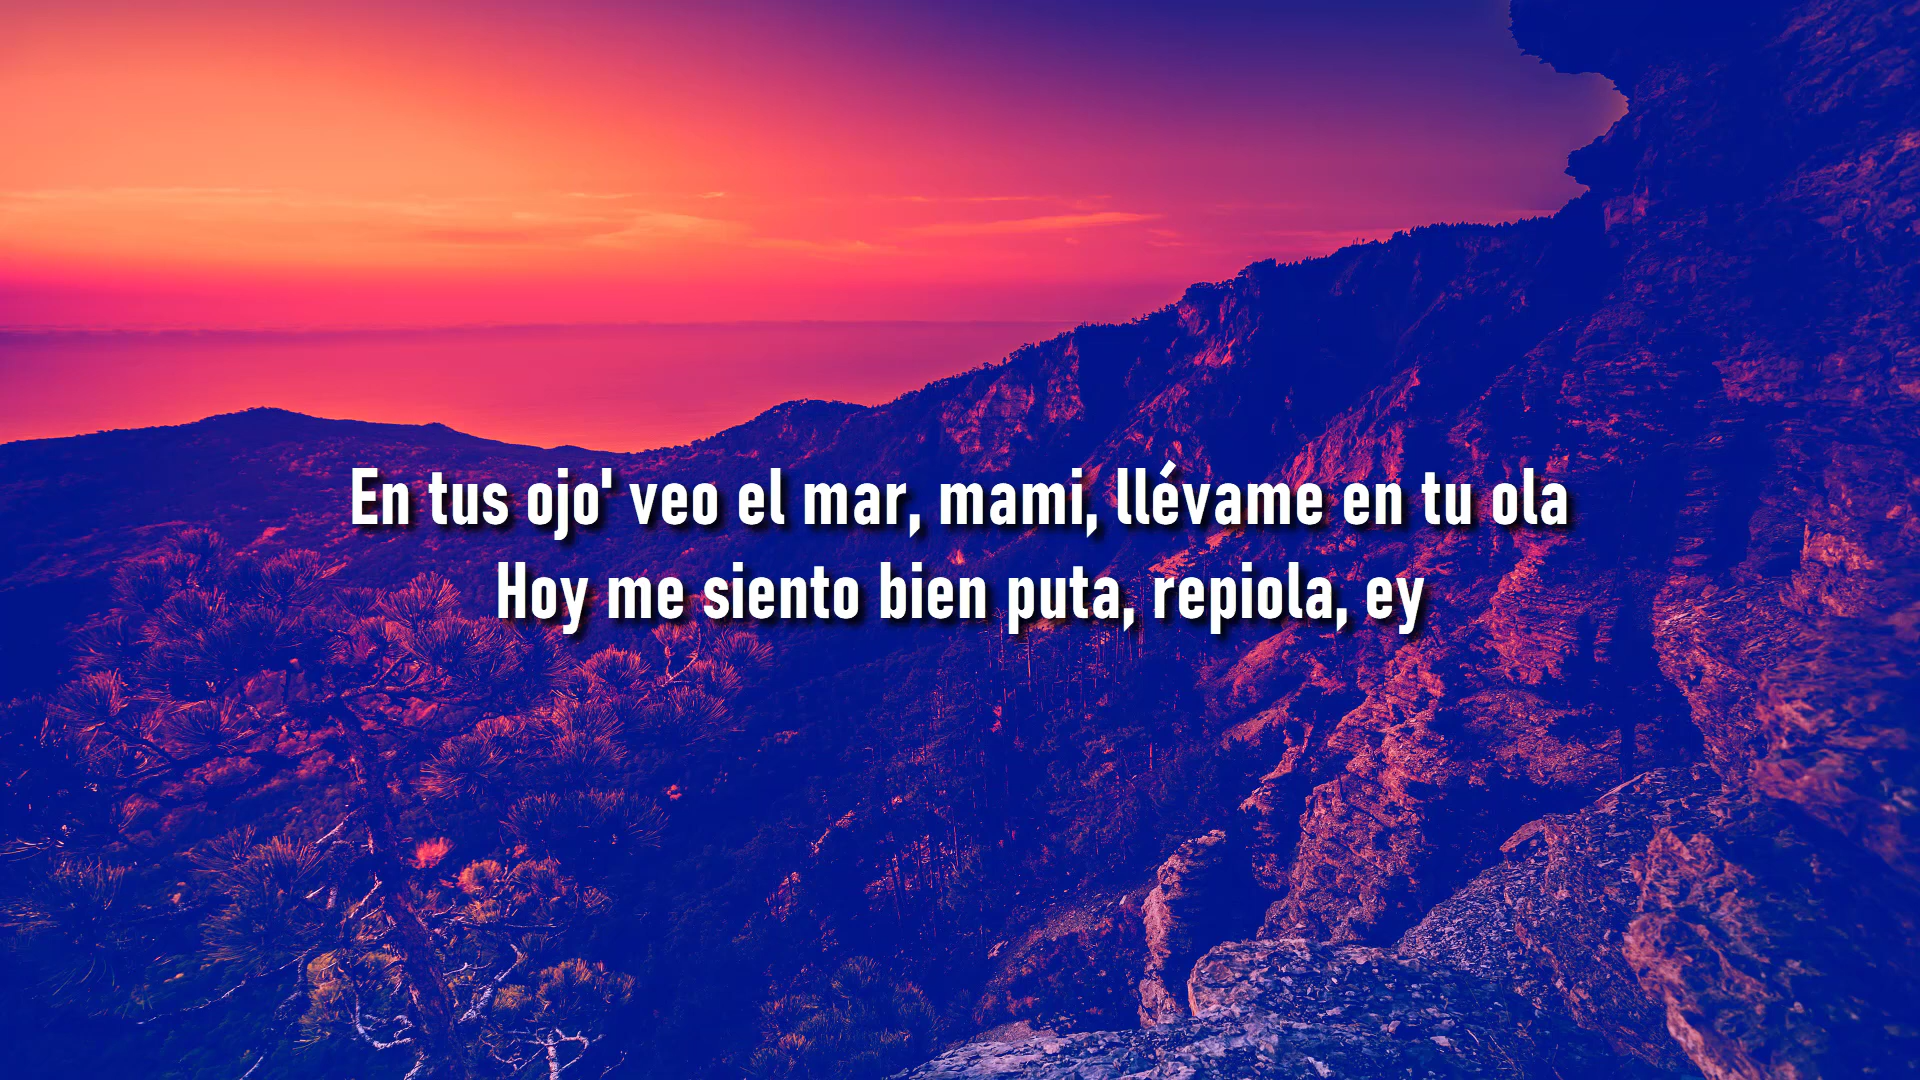 En tus ojo' veo el mar, mami, llévame en tu ola
Hoy me siento bien puta, repiola, ey